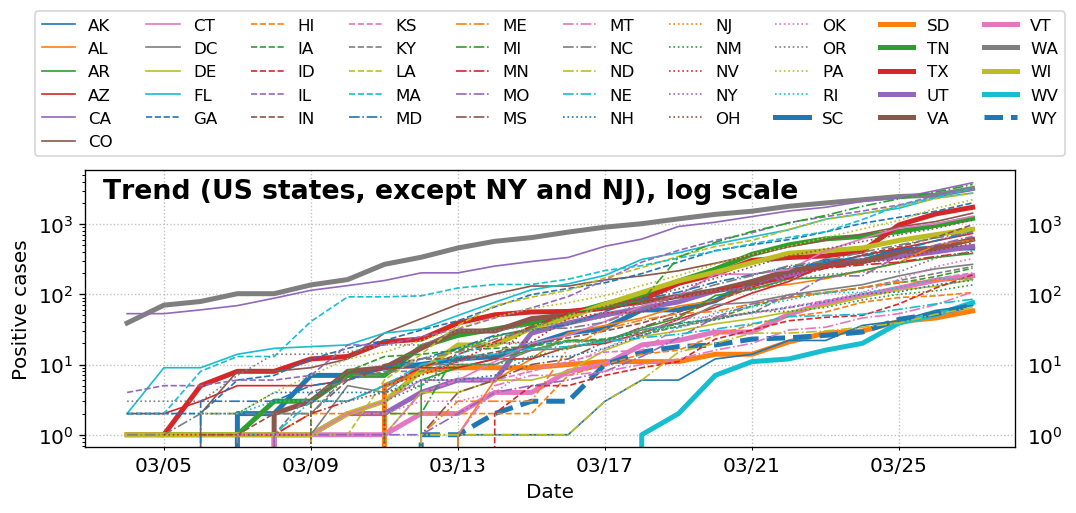 AK CT HI KS ME MT NJ OK SD VT
AL DC IA KY MI NC NM OR TN WA
AR DE ID LA MN ND NV PA TX WI
AZ FL IL MA MO NE NY RI UT WV
CA GA IN MD MS NH OH SC VA WY
CO
Trend (US states, except NY and NJ), log scale
Positive cases
10³ 10³
10² 10²
10¹ 10¹
10⁰ 10⁰
03/05 03/09 03/13 03/17 03/21 03/25
Date